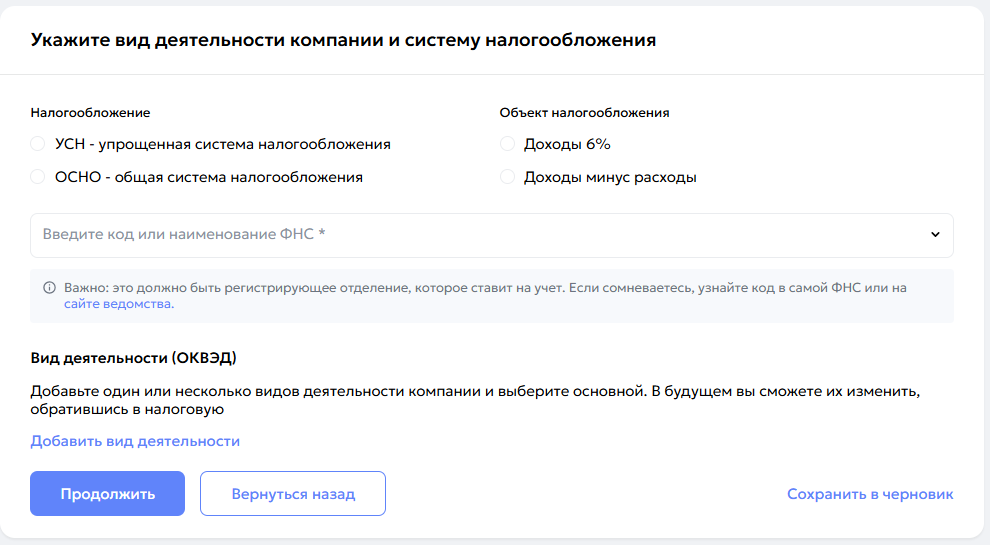 Укажите вид деятельности компании и систему налогообложения
Налогообложение
УСН - упрощенная система налогообложения
ОСНО - общая система налогообложения
Объект налогообложения
Доходы 6%
Доходы минус расходы
Введите код или наименование ФНС *
Важно: это должно быть регистрирующее отделение, которое ставит на учет. Если сомневаетесь, узнайте код в самой ФНС или на
сайте ведомства.
Вид деятельности (ОКВЭД)
Добавьте один или несколько видов деятельности компании и выберите основной. В будущем вы сможете их изменить,
обратившись в налоговую
Добавить вид деятельности
Продолжить
Вернуться назад
Сохранить в черновик